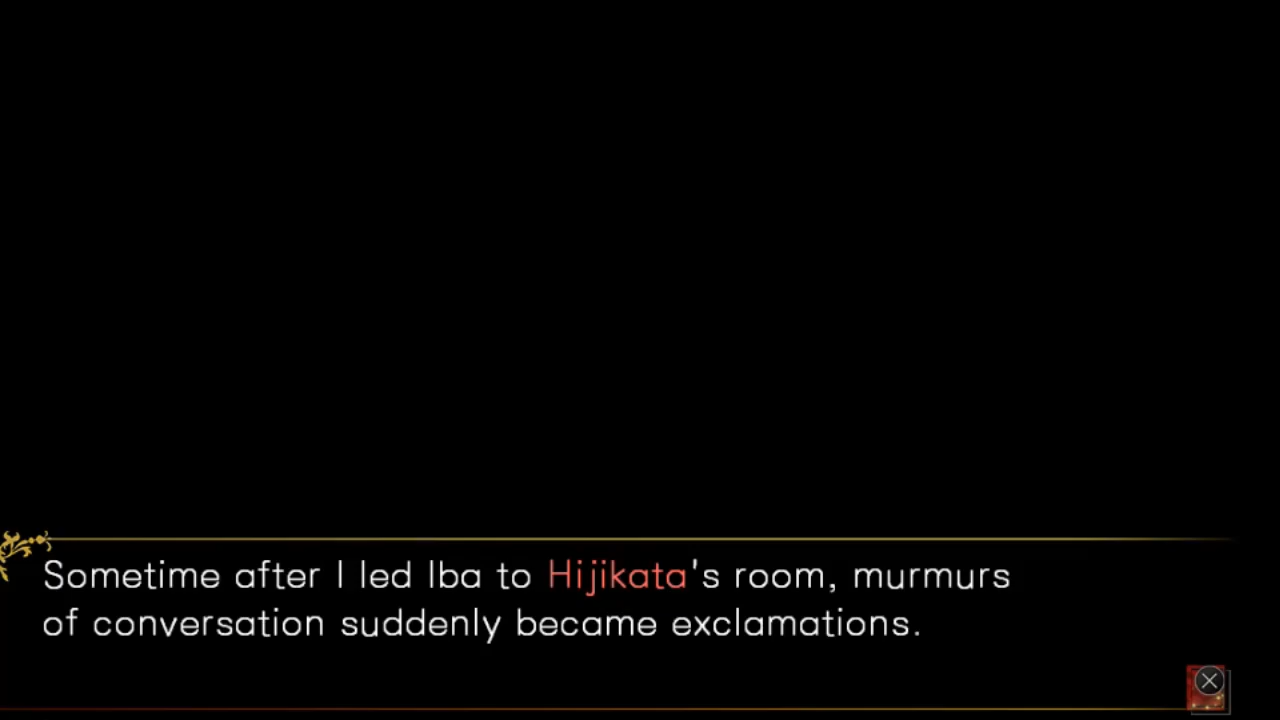 Sometime after I led Iba to Hijikata's room, murmurs
of conversation suddenly became exclamations.